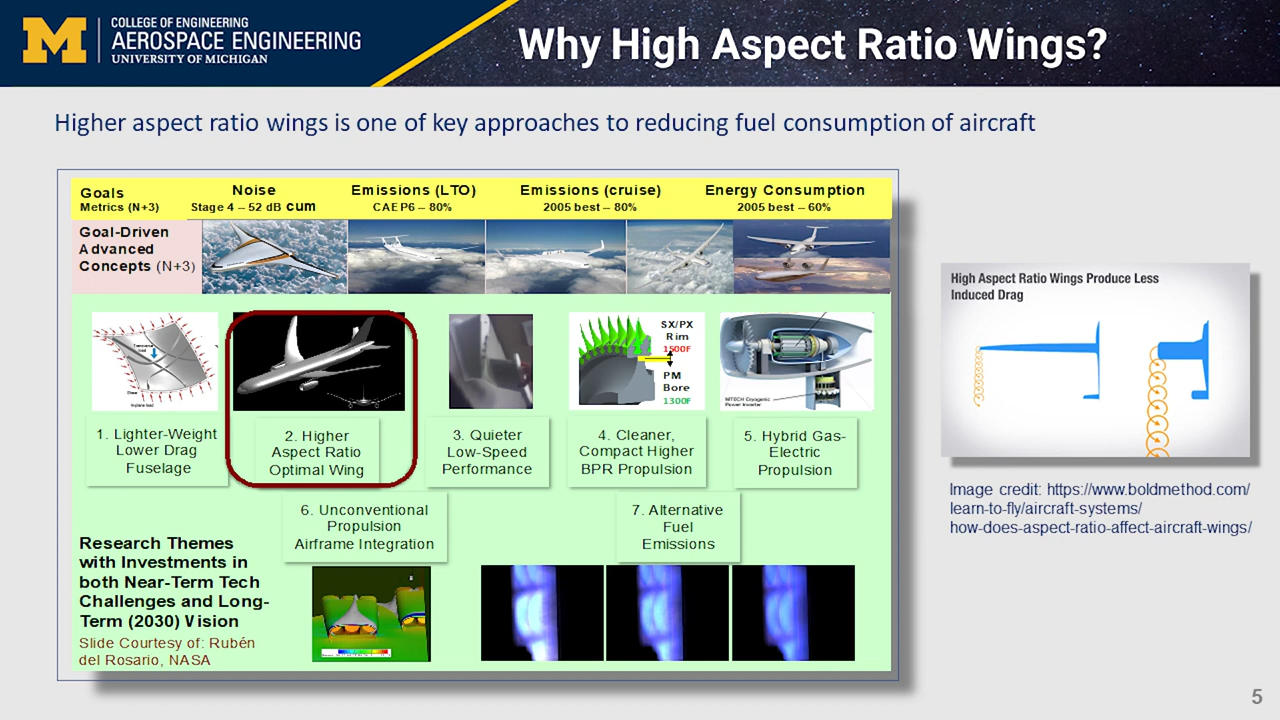 COLLEGE OF ENGINEERING
AEROSPACE ENGINEERING
UNIVERSITY OF MICHIGAN
Why High Aspect Ratio Wings?
Higher aspect ratio wings is one of key approaches to reducing fuel consumption of aircraft
Goals
Metrics (N+3)
Noise
Stage 4 – 52 dB cum
Emissions (LTO)
CAEP6 – 80%
Emissions (cruise)
2005 best – 80%
Energy Consumption
2005 best – 60%
Goal-Driven
Advanced
Concepts (N+3)
SX/PX
Rim
1500F
PM
Bore
1300F
MTECH Cryogenic
Power Inverter
1. Lighter-Weight
Lower Drag
Fuselage
2. Higher
Aspect Ratio
Optimal Wing
3. Quieter
Low-Speed
Performance
4. Cleaner,
Compact Higher
BPR Propulsion
5. Hybrid Gas-
Electric
Propulsion
6. Unconventional
Propulsion
Airframe Integration
7. Alternative
Fuel
Emissions
Research Themes
with Investments in
both Near-Term Tech
Challenges and Long-
Term (2030) Vision
Slide Courtesy of: Rubén
del Rosario, NASA
High Aspect Ratio Wings Produce Less
Induced Drag
Image credit: https://www.boldmethod.com/
learn-to-fly/aircraft-systems/
how-does-aspect-ratio-affect-aircraft-wings/
5